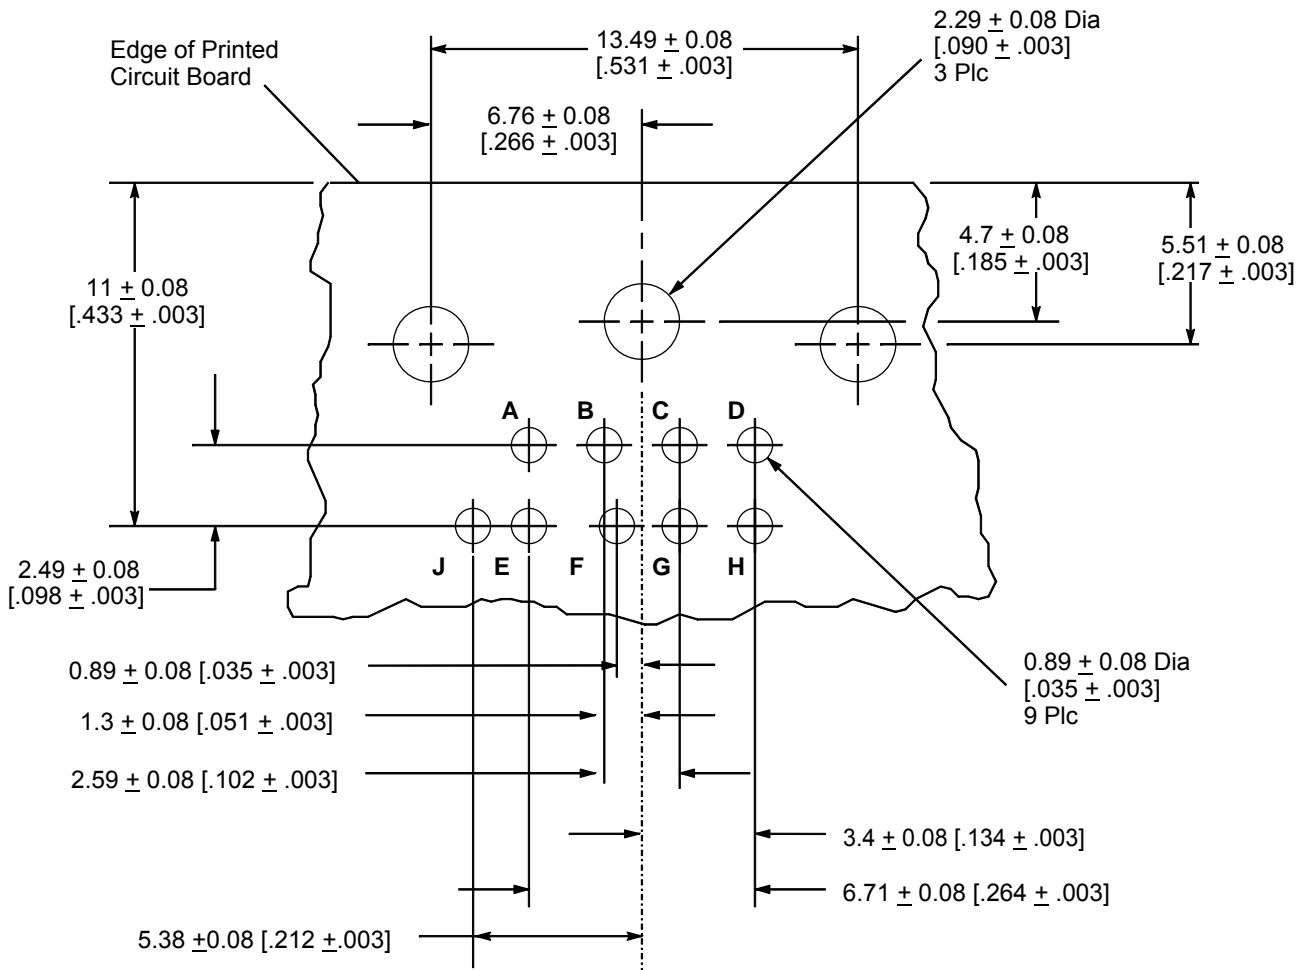 2.29 ± 0.08 Dia
[.090 ± .003]
3 Plc
13.49 ± 0.08
[.531 ± .003]
Edge of Printed
Circuit Board
6.76 ± 0.08
[.266 ± .003]
4.7 ± 0.08
[.185 ± .003]
5.51 ± 0.08
[.217 ± .003]
11 ± 0.08
[.433 ± .003]
A B C D
J E F G H
2.49 ± 0.08
[.098 ± .003]
0.89 ± 0.08 [.035 ± .003]
0.89 ± 0.08 Dia
[.035 ± .003]
9 Plc
1.3 ± 0.08 [.051 ± .003]
2.59 ± 0.08 [.102 ± .003]
3.4 ± 0.08 [.134 ± .003]
6.71 ± 0.08 [.264 ± .003]
5.38 ±0.08 [.212 ±.003]